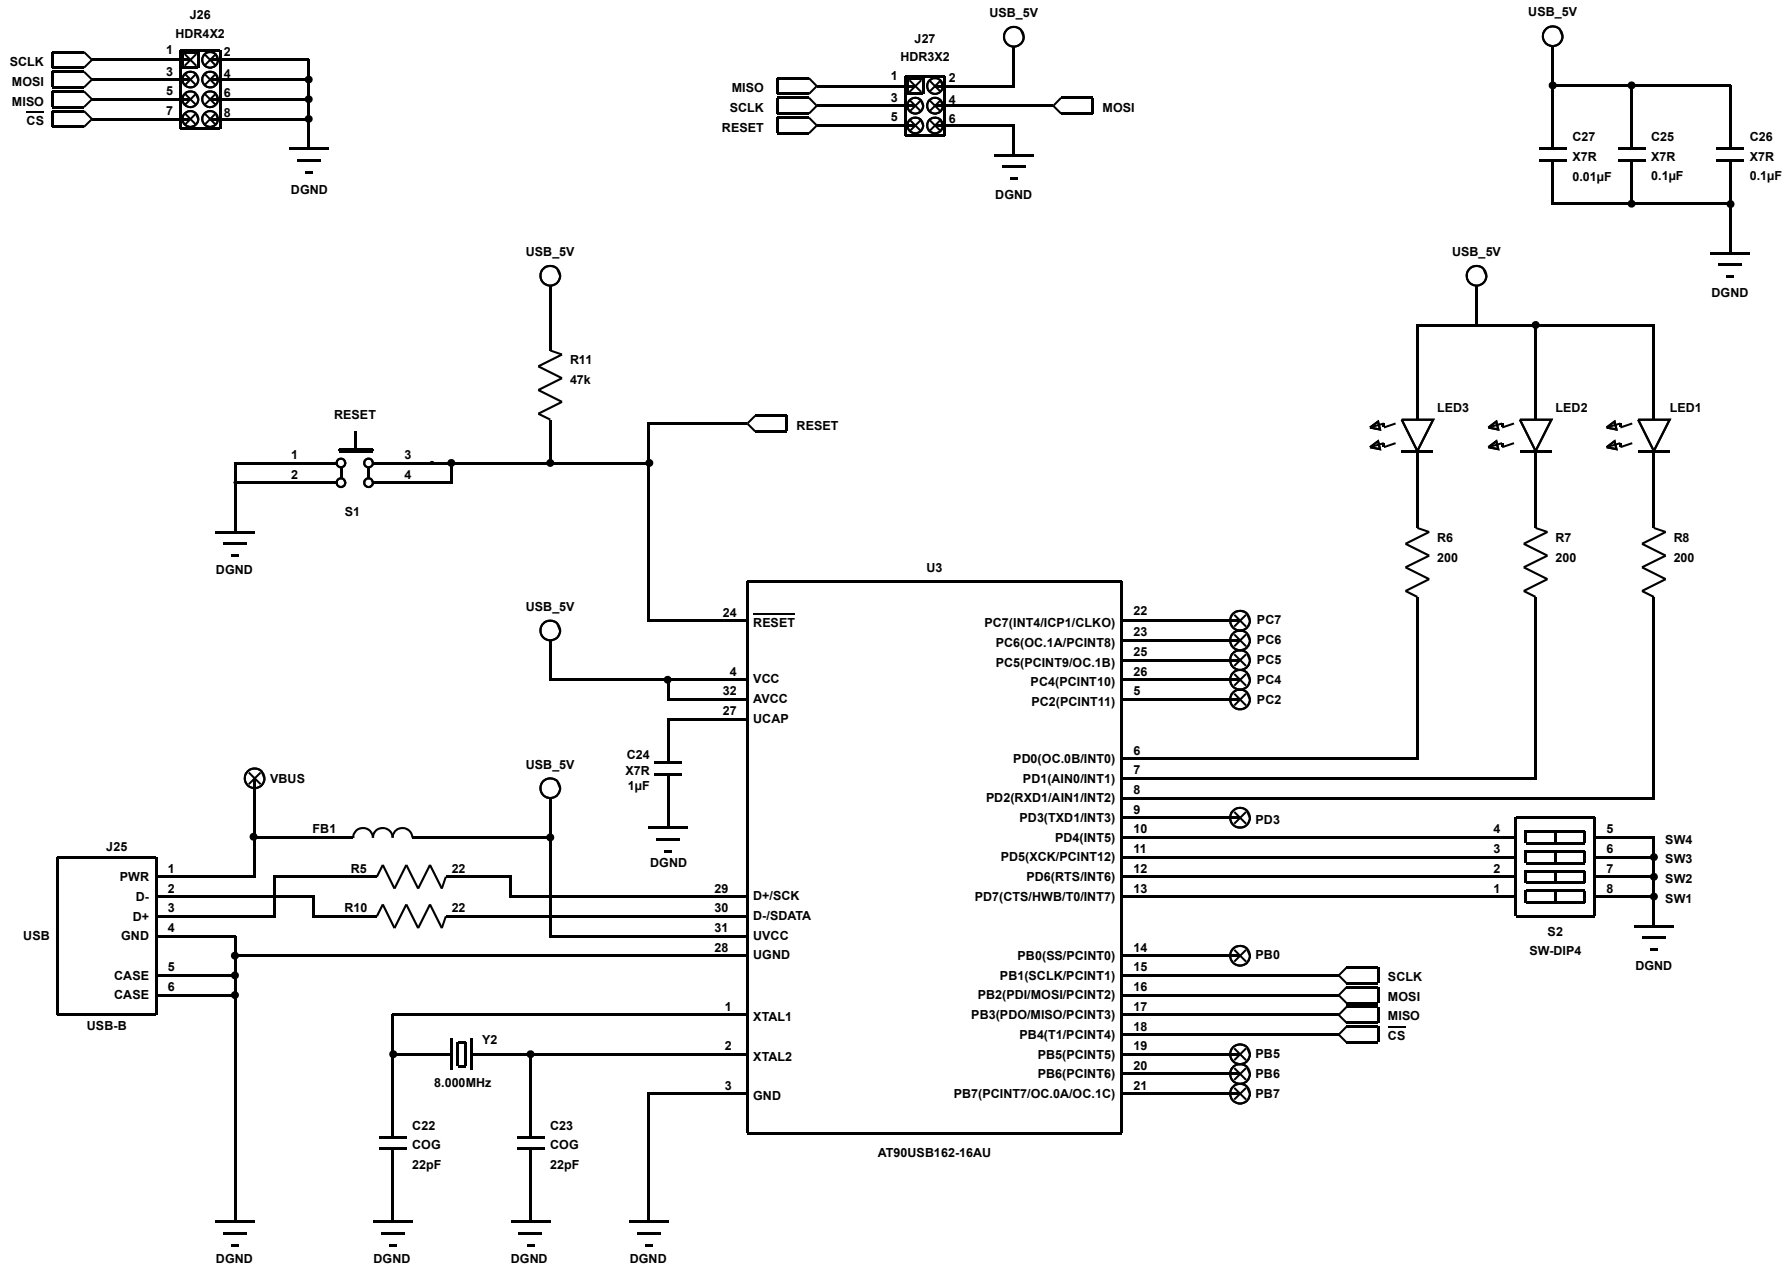 J26
HDR4X2
SCLK 1 2
MOSI 3 4
MISO 5 6
CS 7 8
DGND
USB_5V
J27
HDR3X2
MISO 1 2
SCLK 3 4 MOSI
RESET 5 6
DGND
USB_5V
C27
X7R
0.01µF
C25
X7R
0.1µF
C26
X7R
0.1µF
DGND
USB_5V
R11
47k
RESET
1 3
2 4
S1
DGND
RESET
USB_5V
LED3
LED2
LED1
R6
200
R7
200
R8
200
U3
24 RESET
USB_5V
4 VCC
32 AVCC
27 UCAP
C24
X7R
1µF
DGND
VBUS
USB_5V
FB1
J25
PWR 1
D- 2
D+ 3
USB
GND 4
CASE 5
CASE 6
USB-B
R5 22
R10 22
29 D+/SCK
30 D-/SDATA
31 UVCC
28 UGND
1 XTAL1
Y2
8.000MHz
2 XTAL2
3 GND
C22
COG
22pF
C23
COG
22pF
DGND
DGND
DGND
DGND
PC7(INT4/ICP1/CLKO) 22 PC7
PC6(OC.1A/PCINT8) 23 PC6
PC5(PCINT9/OC.1B) 25 PC5
PC4(PCINT10) 26 PC4
PC2(PCINT11) 5 PC2
PD0(OC.0B/INT0) 6
PD1(AIN0/INT1) 7
PD2(RXD1/AIN1/INT2) 8
PD3(TXD1/INT3) 9 PD3
PD4(INT5) 10 4 5 SW4
PD5(XCK/PCINT12) 11 3 6 SW3
PD6(RTS/INT6) 12 2 7 SW2
PD7(CTS/HWB/T0/INT7) 13 1 8 SW1
S2
SW-DIP4
DGND
PB0(SS/PCINT0) 14 PB0
PB1(SCLK/PCINT1) 15 SCLK
PB2(PDI/MOSI/PCINT2) 16 MOSI
PB3(PDO/MISO/PCINT3) 17 MISO
PB4(T1/PCINT4) 18 CS
PB5(PCINT5) 19 PB5
PB6(PCINT6) 20 PB6
PB7(PCINT7/OC.0A/OC.1C) 21 PB7
AT90USB162-16AU